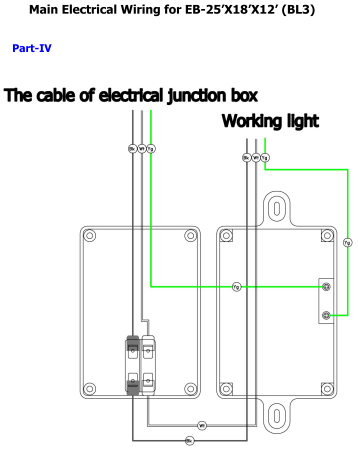 Main Electrical Wiring for EB-25’X18’X12’ (BL3)
Part-IV
The cable of electrical junction box
Working light
Bk Wt Yg
Bk Wt Yg
Yg
Yg
Wt
Bk